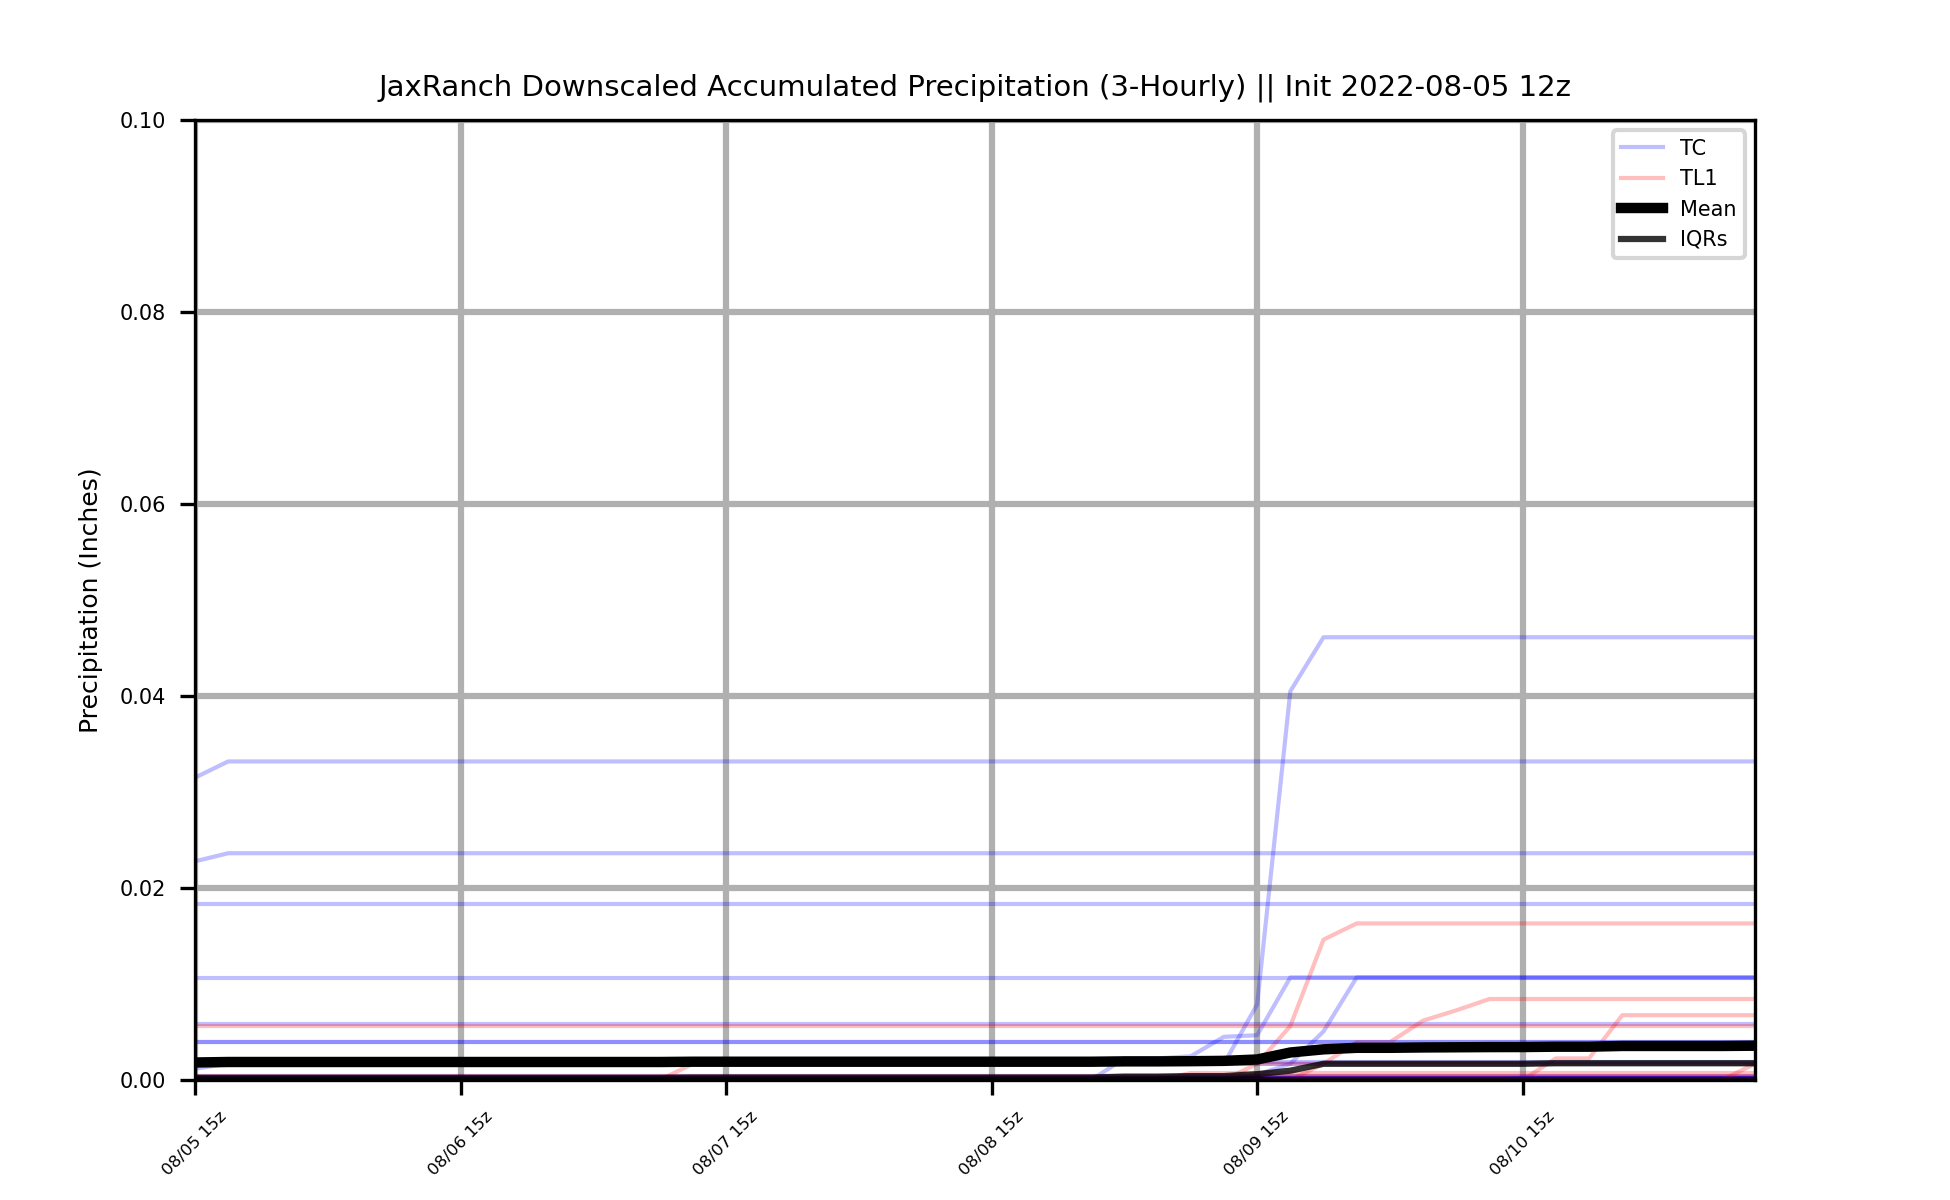 JaxRanch Downscaled Accumulated Precipitation (3-Hourly) || Init 2022-08-05 12z
TC
TL1
Mean
IQRs
Precipitation (Inches)
0.10
0.08
0.06
0.04
0.02
0.00
08/05 15z
08/06 15z
08/07 15z
08/08 15z
08/09 15z
08/10 15z